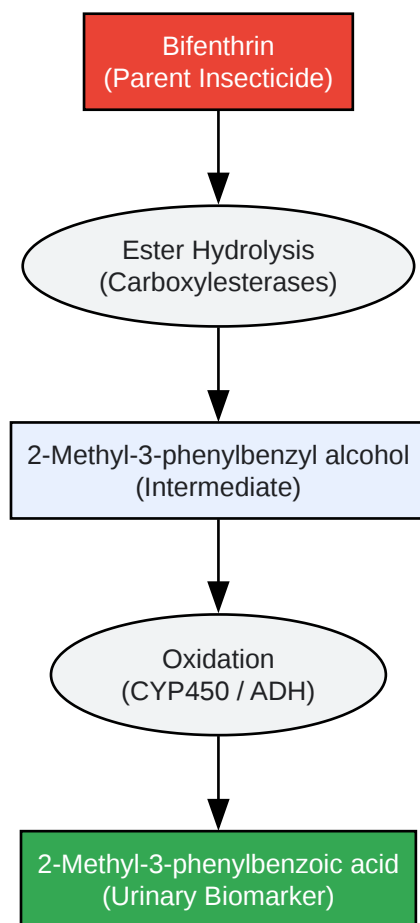 Bifenthrin
(Parent Insecticide)
Ester Hydrolysis
(Carboxylesterases)
2-Methyl-3-phenylbenzyl alcohol
(Intermediate)
Oxidation
(CYP450 / ADH)
2-Methyl-3-phenylbenzoic acid
(Urinary Biomarker)